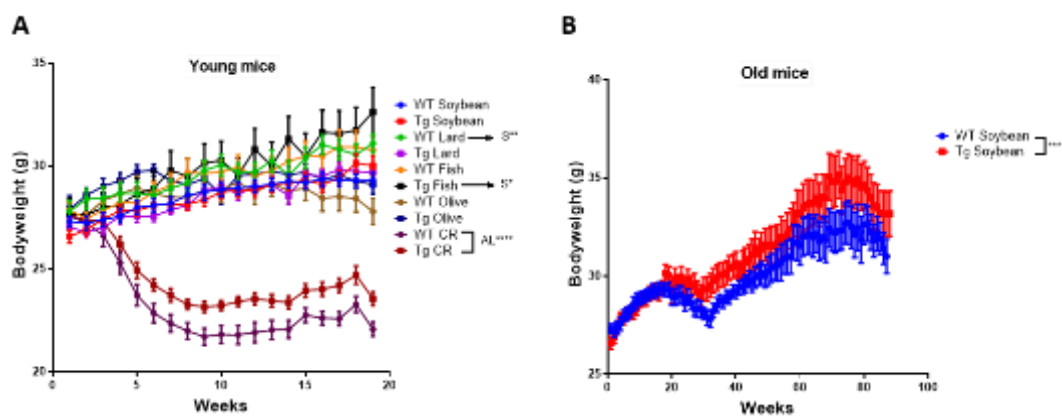 A
B
Young mice
Old mice
35
30
25
20
Bodyweight (g)
0 5 10 15 20
Weeks
WT Soybean
Tg Soybean
WT Lard S**
Tg Lard
WT Fish
Tg Fish S*
WT Olive
Tg Olive
WT CR
Tg CR
AL****
40
35
30
25
Bodyweight (g)
0 20 40 60 80 100
Weeks
WT Soybean
Tg Soybean
***